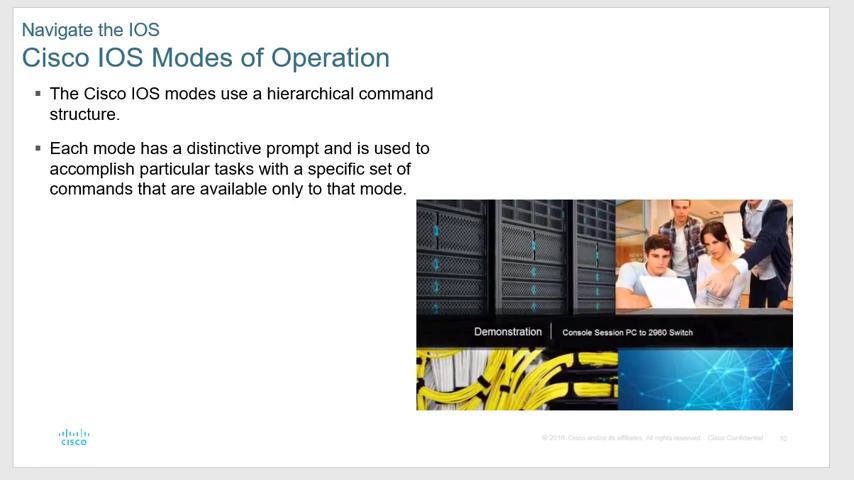 Navigate the IOS
Cisco IOS Modes of Operation
▪ The Cisco IOS modes use a hierarchical command
structure.
▪ Each mode has a distinctive prompt and is used to
accomplish particular tasks with a specific set of
commands that are available only to that mode.
Demonstration | Console Session PC to 2960 Switch
CISCO
© 2016 Cisco and/or its affiliates. All rights reserved. Cisco Confidential 10